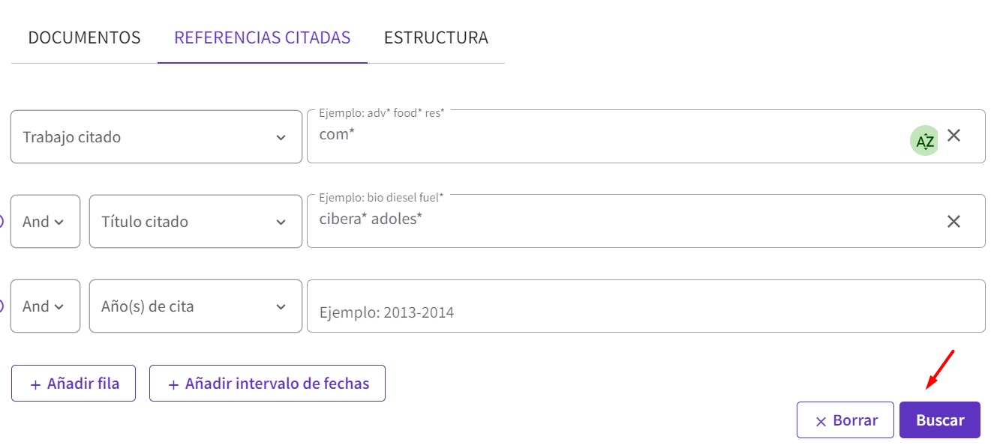 DOCUMENTOS REFERENCIAS CITADAS ESTRUCTURA
Ejemplo: adv* food* res*
Trabajo citado com* AZ
Ejemplo: bio diesel fuel*
And Título citado cibera* adoles*
And Año(s) de cita Ejemplo: 2013-2014
+ Añadir fila + Añadir intervalo de fechas
× Borrar Buscar